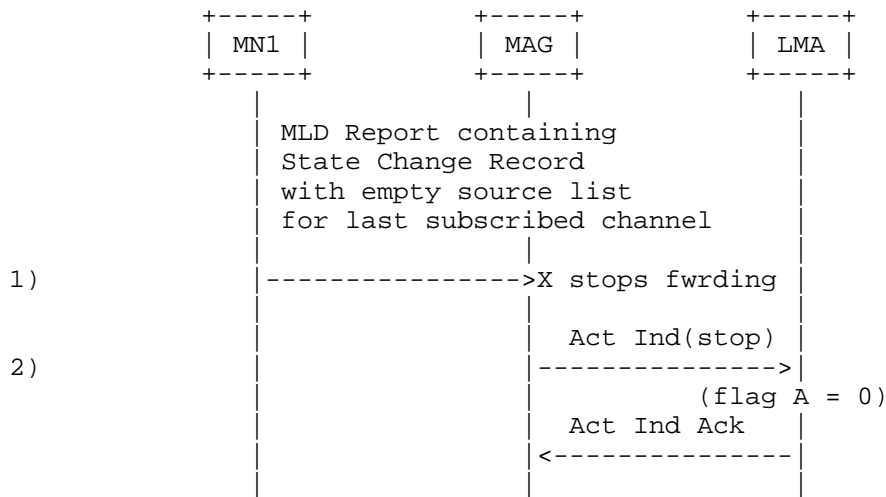 +-----+ +-----+ +-----+
| MN1 | | MAG | | LMA |
+-----+ +-----+ +-----+
| | |
| MLD Report containing |
| State Change Record |
| with empty source list |
| for last subscribed channel |
| | |
1) |---------------->X stops fwrding |
| | |
| | Act Ind(stop) |
2) | |--------------->|
| | (flag A = 0)
| | Act Ind Ack |
| |<---------------|
| | |